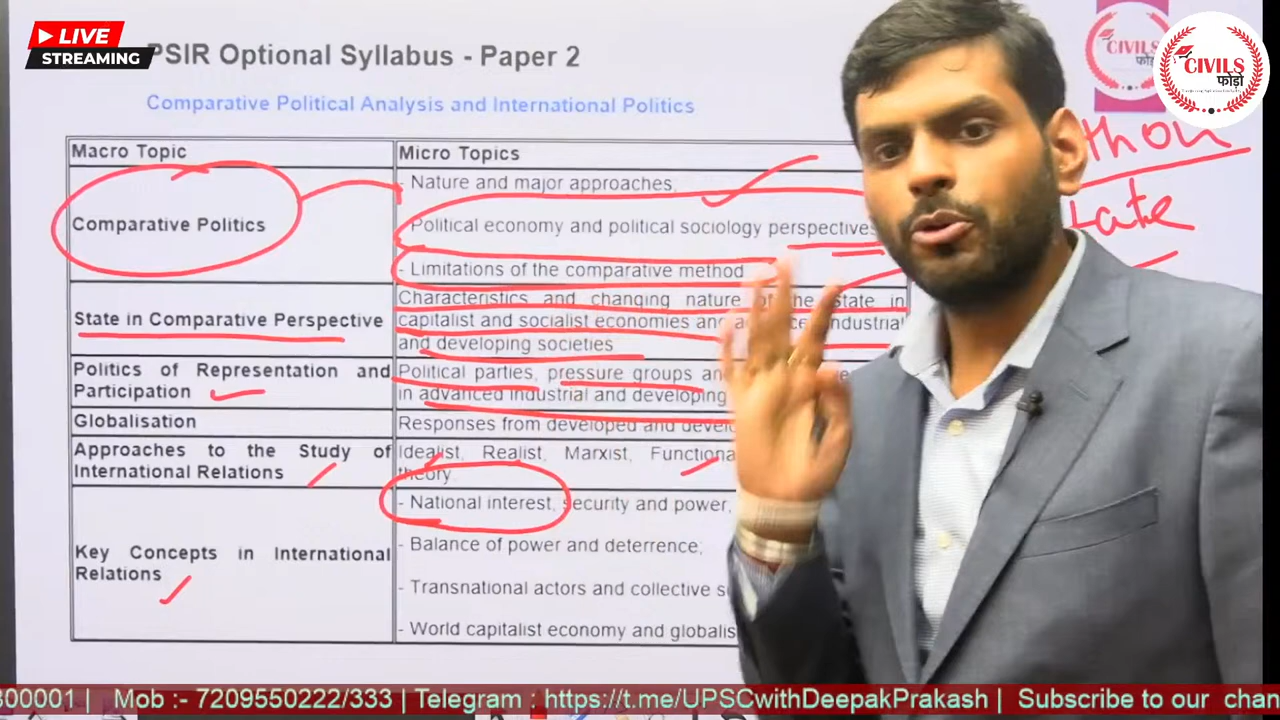 LIVE
STREAMING
PSIR Optional Syllabus - Paper 2
Comparative Political Analysis and International Politics
CIVILS
फोड़ो
CIVILS
फोड़ो
Macro Topic
Micro Topics
Comparative Politics
- Nature and major approaches,
Political economy and political sociology perspectives
- Limitations of the comparative method
State in Comparative Perspective
Characteristics and changing nature of the State in
capitalist and socialist economies and industrial
and developing societies
Politics of Representation and
Participation
Political parties, pressure groups
in advanced industrial and developing
Globalisation
Responses from developed and
Approaches to the Study of
International Relations
Idealist, Realist, Marxist,
theory
Key Concepts in International
Relations
- National interest, security and power;
- Balance of power and deterrence;
- Transnational actors and collective
- World capitalist economy and
300001 | Mob :- 7209550222/333 | Telegram : https://t.me/UPSCwithDeepakPrakash | Subscribe to our